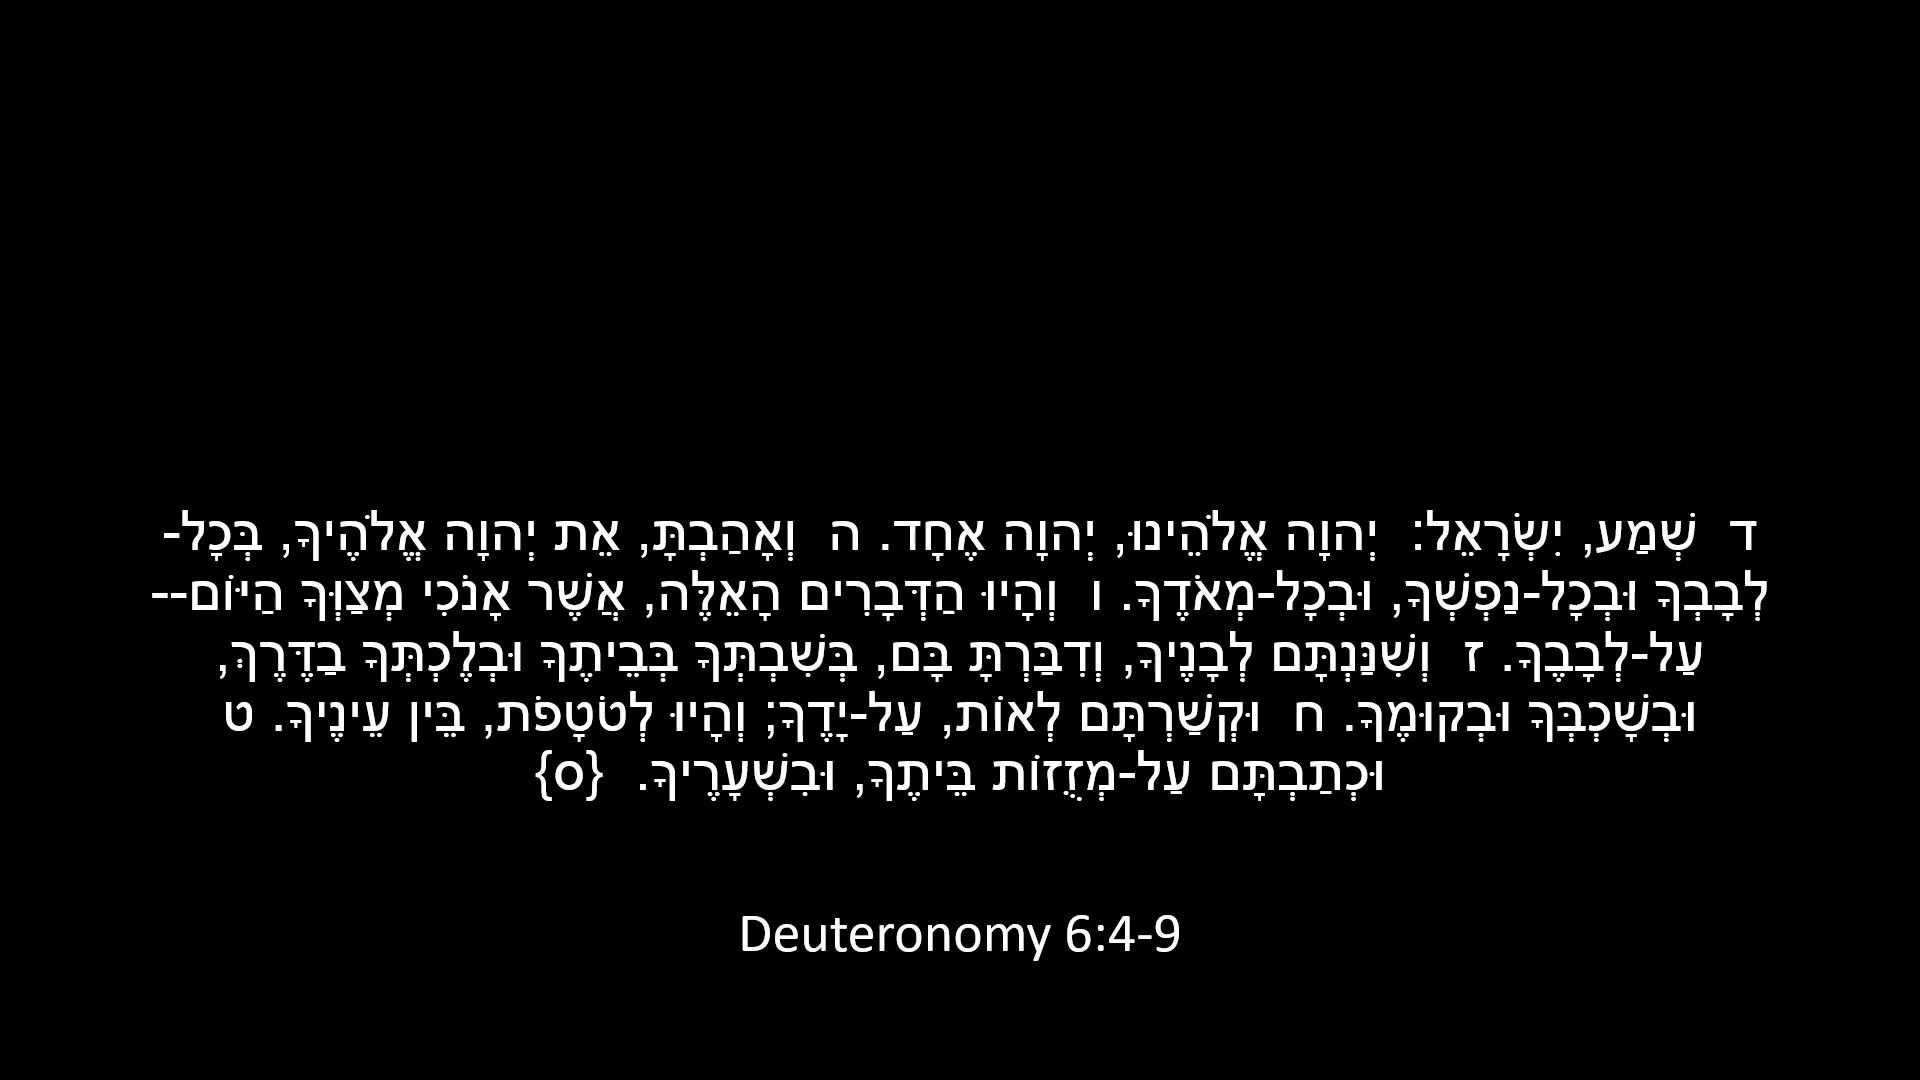 ד  שְׁמַע, יִשְׂרָאֵל:  יְהוָה אֱלֹהֵינוּ, יְהוָה אֶחָד. ה  וְאָהַבְתָּ, אֵת יְהוָה אֱלֹהֶיךָ, בְּכָל-
לְבָבְךָ וּבְכָל-נַפְשְׁךָ, וּבְכָל-מְאֹדֶךָ. ו  וְהָיוּ הַדְּבָרִים הָאֵלֶּה, אֲשֶׁר אָנֹכִי מְצַוְּךָ הַיּוֹם--
עַל-לְבָבֶךָ. ז  וְשִׁנַּנְתָּם לְבָנֶיךָ, וְדִבַּרְתָּ בָּם, בְּשִׁבְתְּךָ בְּבֵיתֶךָ וּבְלֶכְתְּךָ בַדֶּרֶךְ,
וּבְשָׁכְבְּךָ וּבְקוּמֶךָ. ח  וּקְשַׁרְתָּם לְאוֹת, עַל-יָדֶךָ; וְהָיוּ לְטֹטָפֹת, בֵּין עֵינֶיךָ. ט
וּכְתַבְתָּם עַל-מְזֻזוֹת בֵּיתֶךָ, וּבִשְׁעָרֶיךָ.  {ס}
Deuteronomy 6:4-9